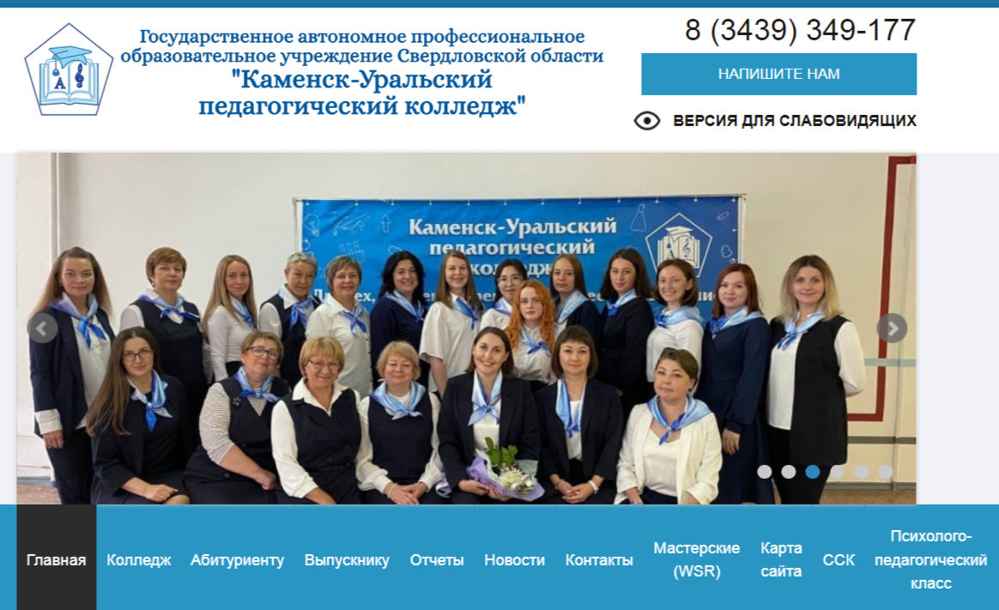 Государственное автономное профессиональное
образовательное учреждение Свердловской области
"Каменск-Уральский
педагогический колледж"
8 (3439) 349-177
НАПИШИТЕ НАМ
ВЕРСИЯ ДЛЯ СЛАБОВИДЯЩИХ
А
Каменск-Уральский
педагогический
колледж
Главная
Колледж
Абитуриенту
Выпускнику
Отчеты
Новости
Контакты
Мастерские
(WSR)
Карта
сайта
ССК
Психолого-
педагогический
класс